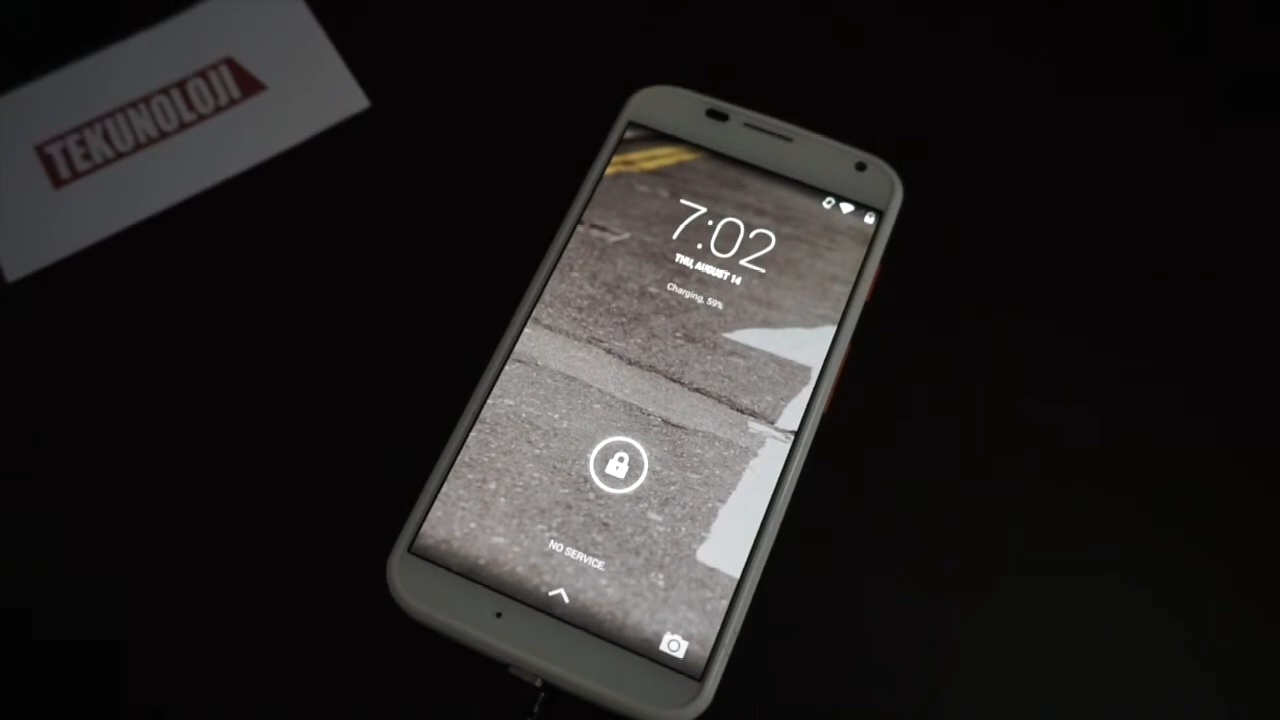 TEKUNOLOJI
7:02
THU, AUGUST 14
Charging, 59%
NO SERVICE.